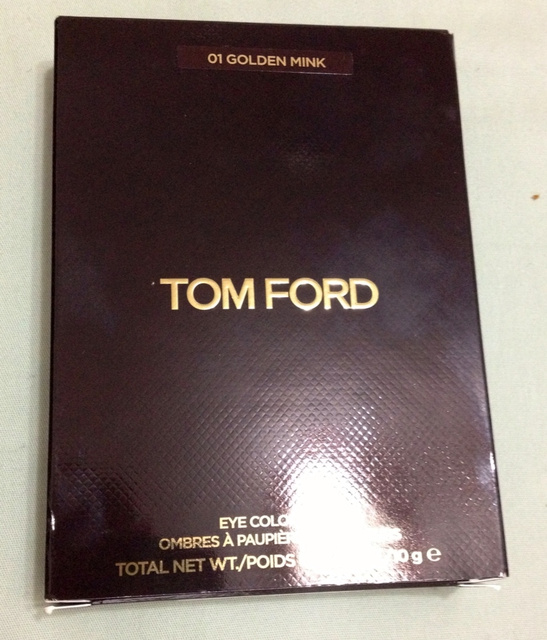 01 GOLDEN MINK
TOM FORD
EYE COLO
OMBRES À PAUPIÈ
TOTAL NET WT./POIDS g e